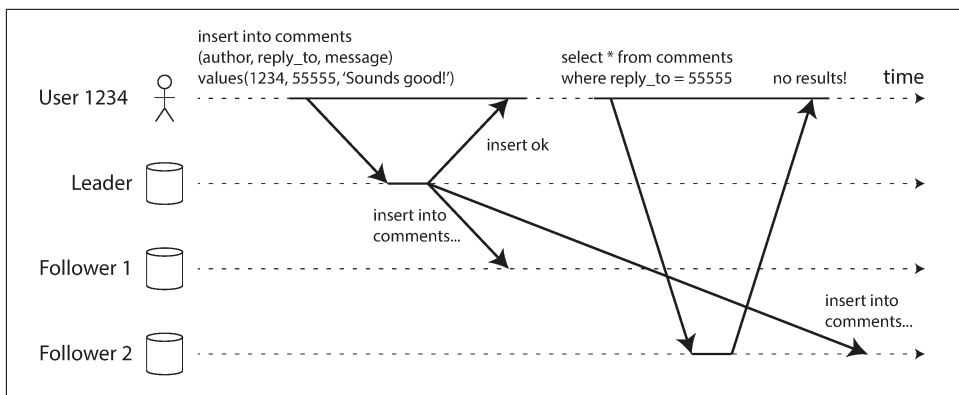 insert into comments
(author, reply_to, message)
values(1234, 55555, ‘Sounds good!’)
select * from comments
where reply_to = 55555
no results!
time
User 1234
insert ok
Leader
insert into
comments...
Follower 1
insert into
comments...
Follower 2